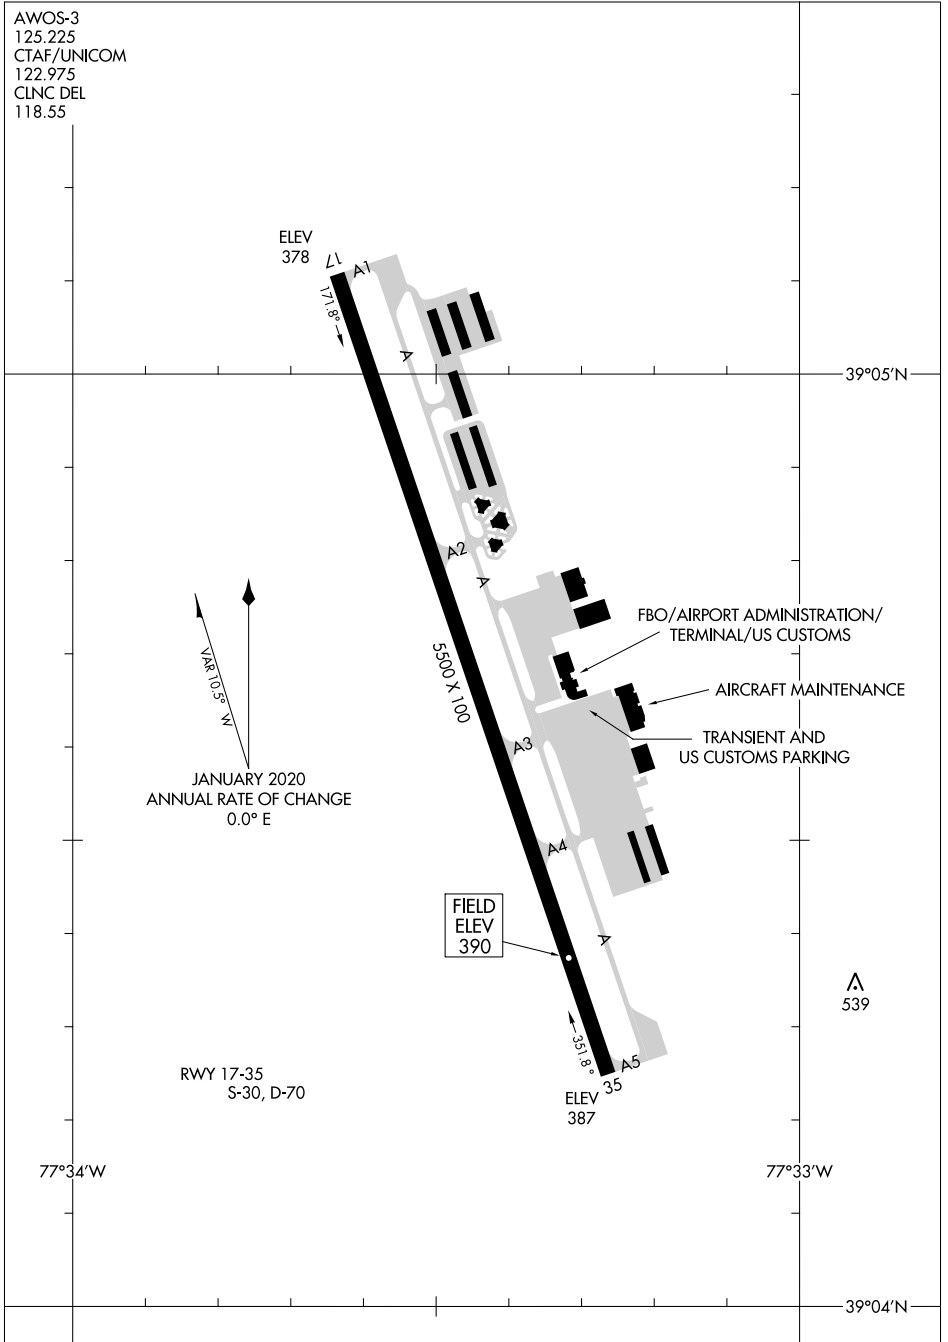 AWOS-3
125.225
CTAF/UNICOM
122.975
CLNC DEL
118.55
ELEV
378
17
A1
171.8°
A
39°05'N
A2
A
FBO/AIRPORT ADMINISTRATION/
TERMINAL/US CUSTOMS
5500 X 100
VAR 10.5° W
AIRCRAFT MAINTENANCE
TRANSIENT AND
US CUSTOMS PARKING
A3
JANUARY 2020
ANNUAL RATE OF CHANGE
0.0° E
A4
FIELD
ELEV
390
A
539
351.8°
A5
35
ELEV
387
RWY 17-35
S-30, D-70
77°34'W
77°33'W
39°04'N